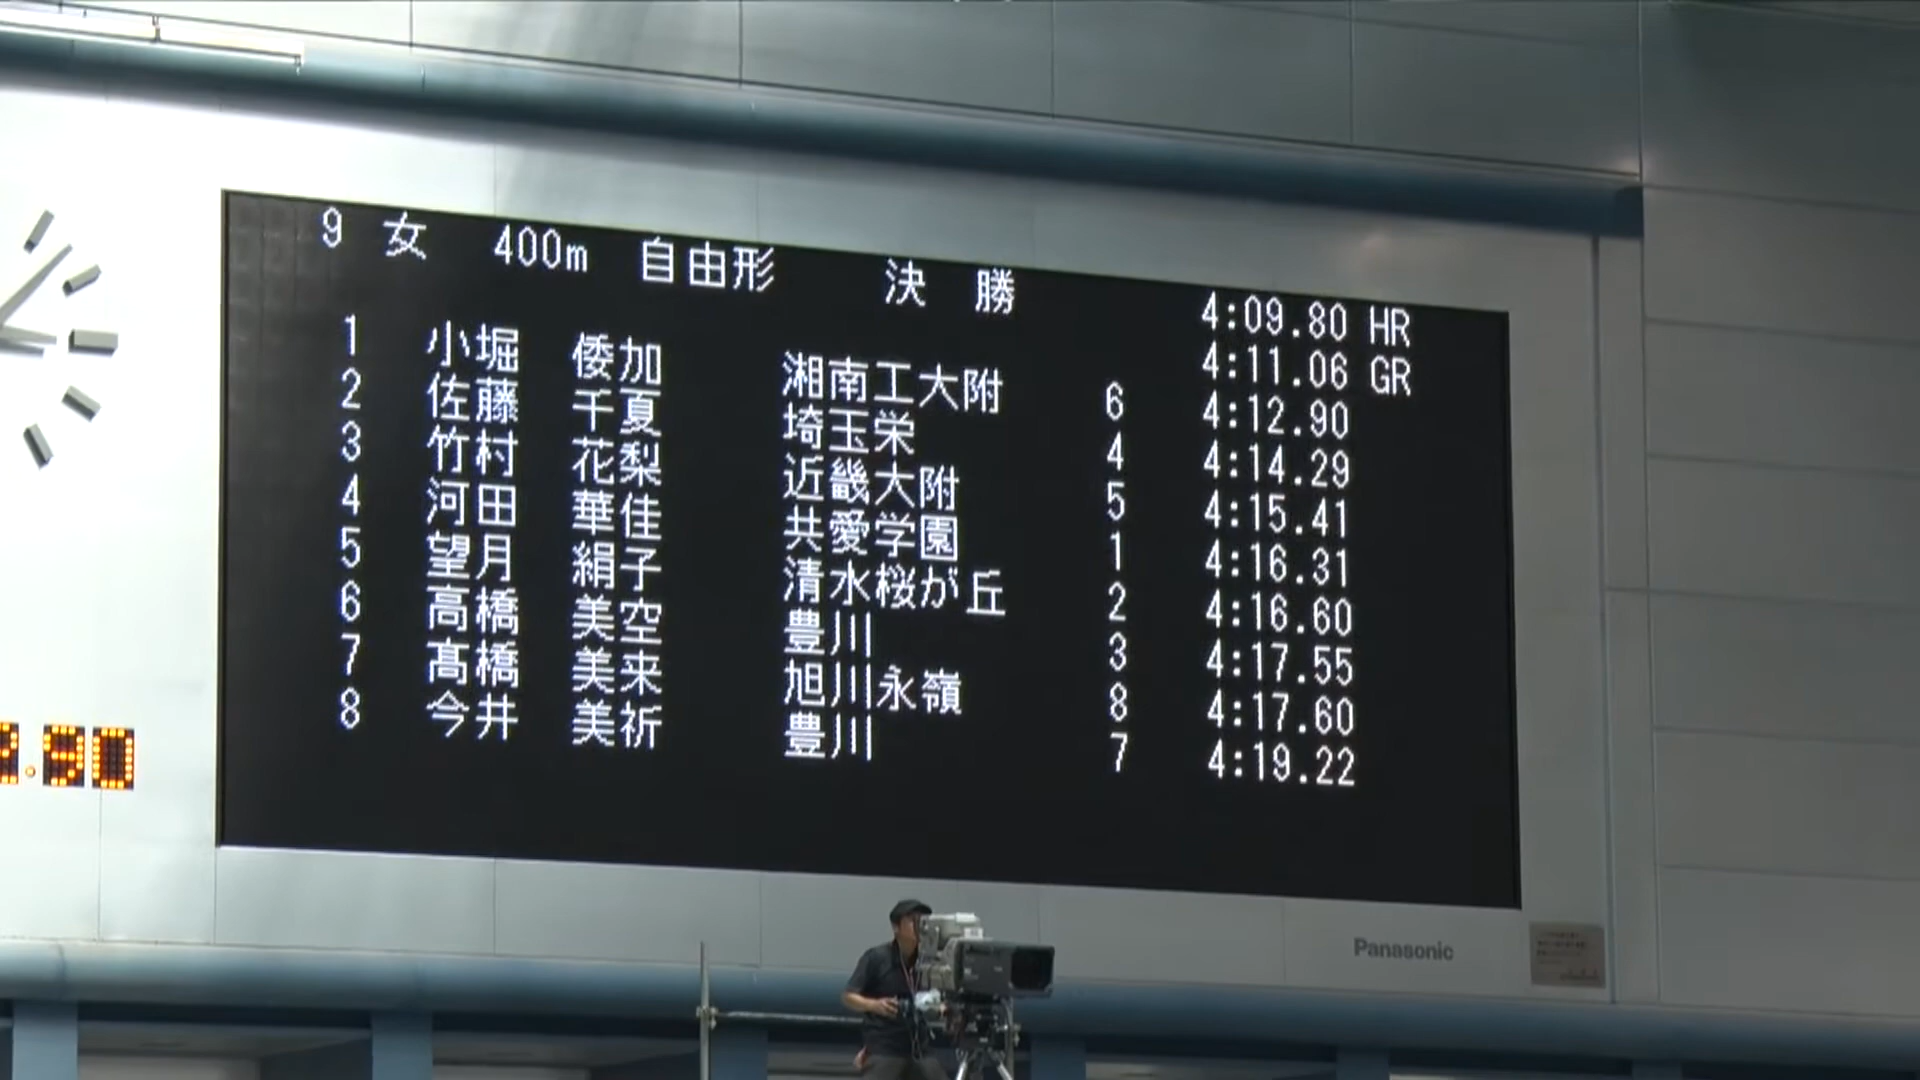 9 女 400m 自由形 決 勝
4:09.80 HR
4:11.06 GR
1 小堀 倭加 湘南工大附 6 4:12.90
2 佐藤 千夏 埼玉栄 4 4:14.29
3 竹村 花梨 近畿大附 5 4:15.41
4 河田 華佳 共愛学園 1 4:16.31
5 望月 絹子 清水桜が丘 2 4:16.60
6 高橋 美空 豊川 3 4:17.55
7 髙橋 美来 旭川永嶺 8 4:17.60
8 今井 美祈 豊川 7 4:19.22
.90
Panasonic